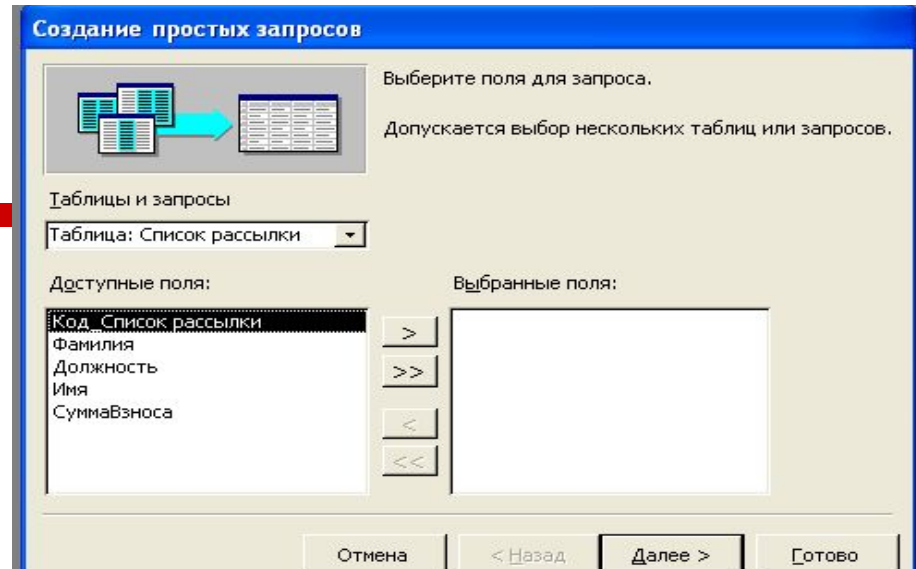 Создание простых запросов
Выберите поля для запроса.
Допускается выбор нескольких таблиц или запросов.
Таблицы и запросы
Таблица: Список рассылки
Доступные поля:
Выбранные поля:
Код_Список рассылки
Фамилия
Должность
Имя
СуммаВзноса
>
>>
<
<<
Отмена
< Назад
Далее >
Готово